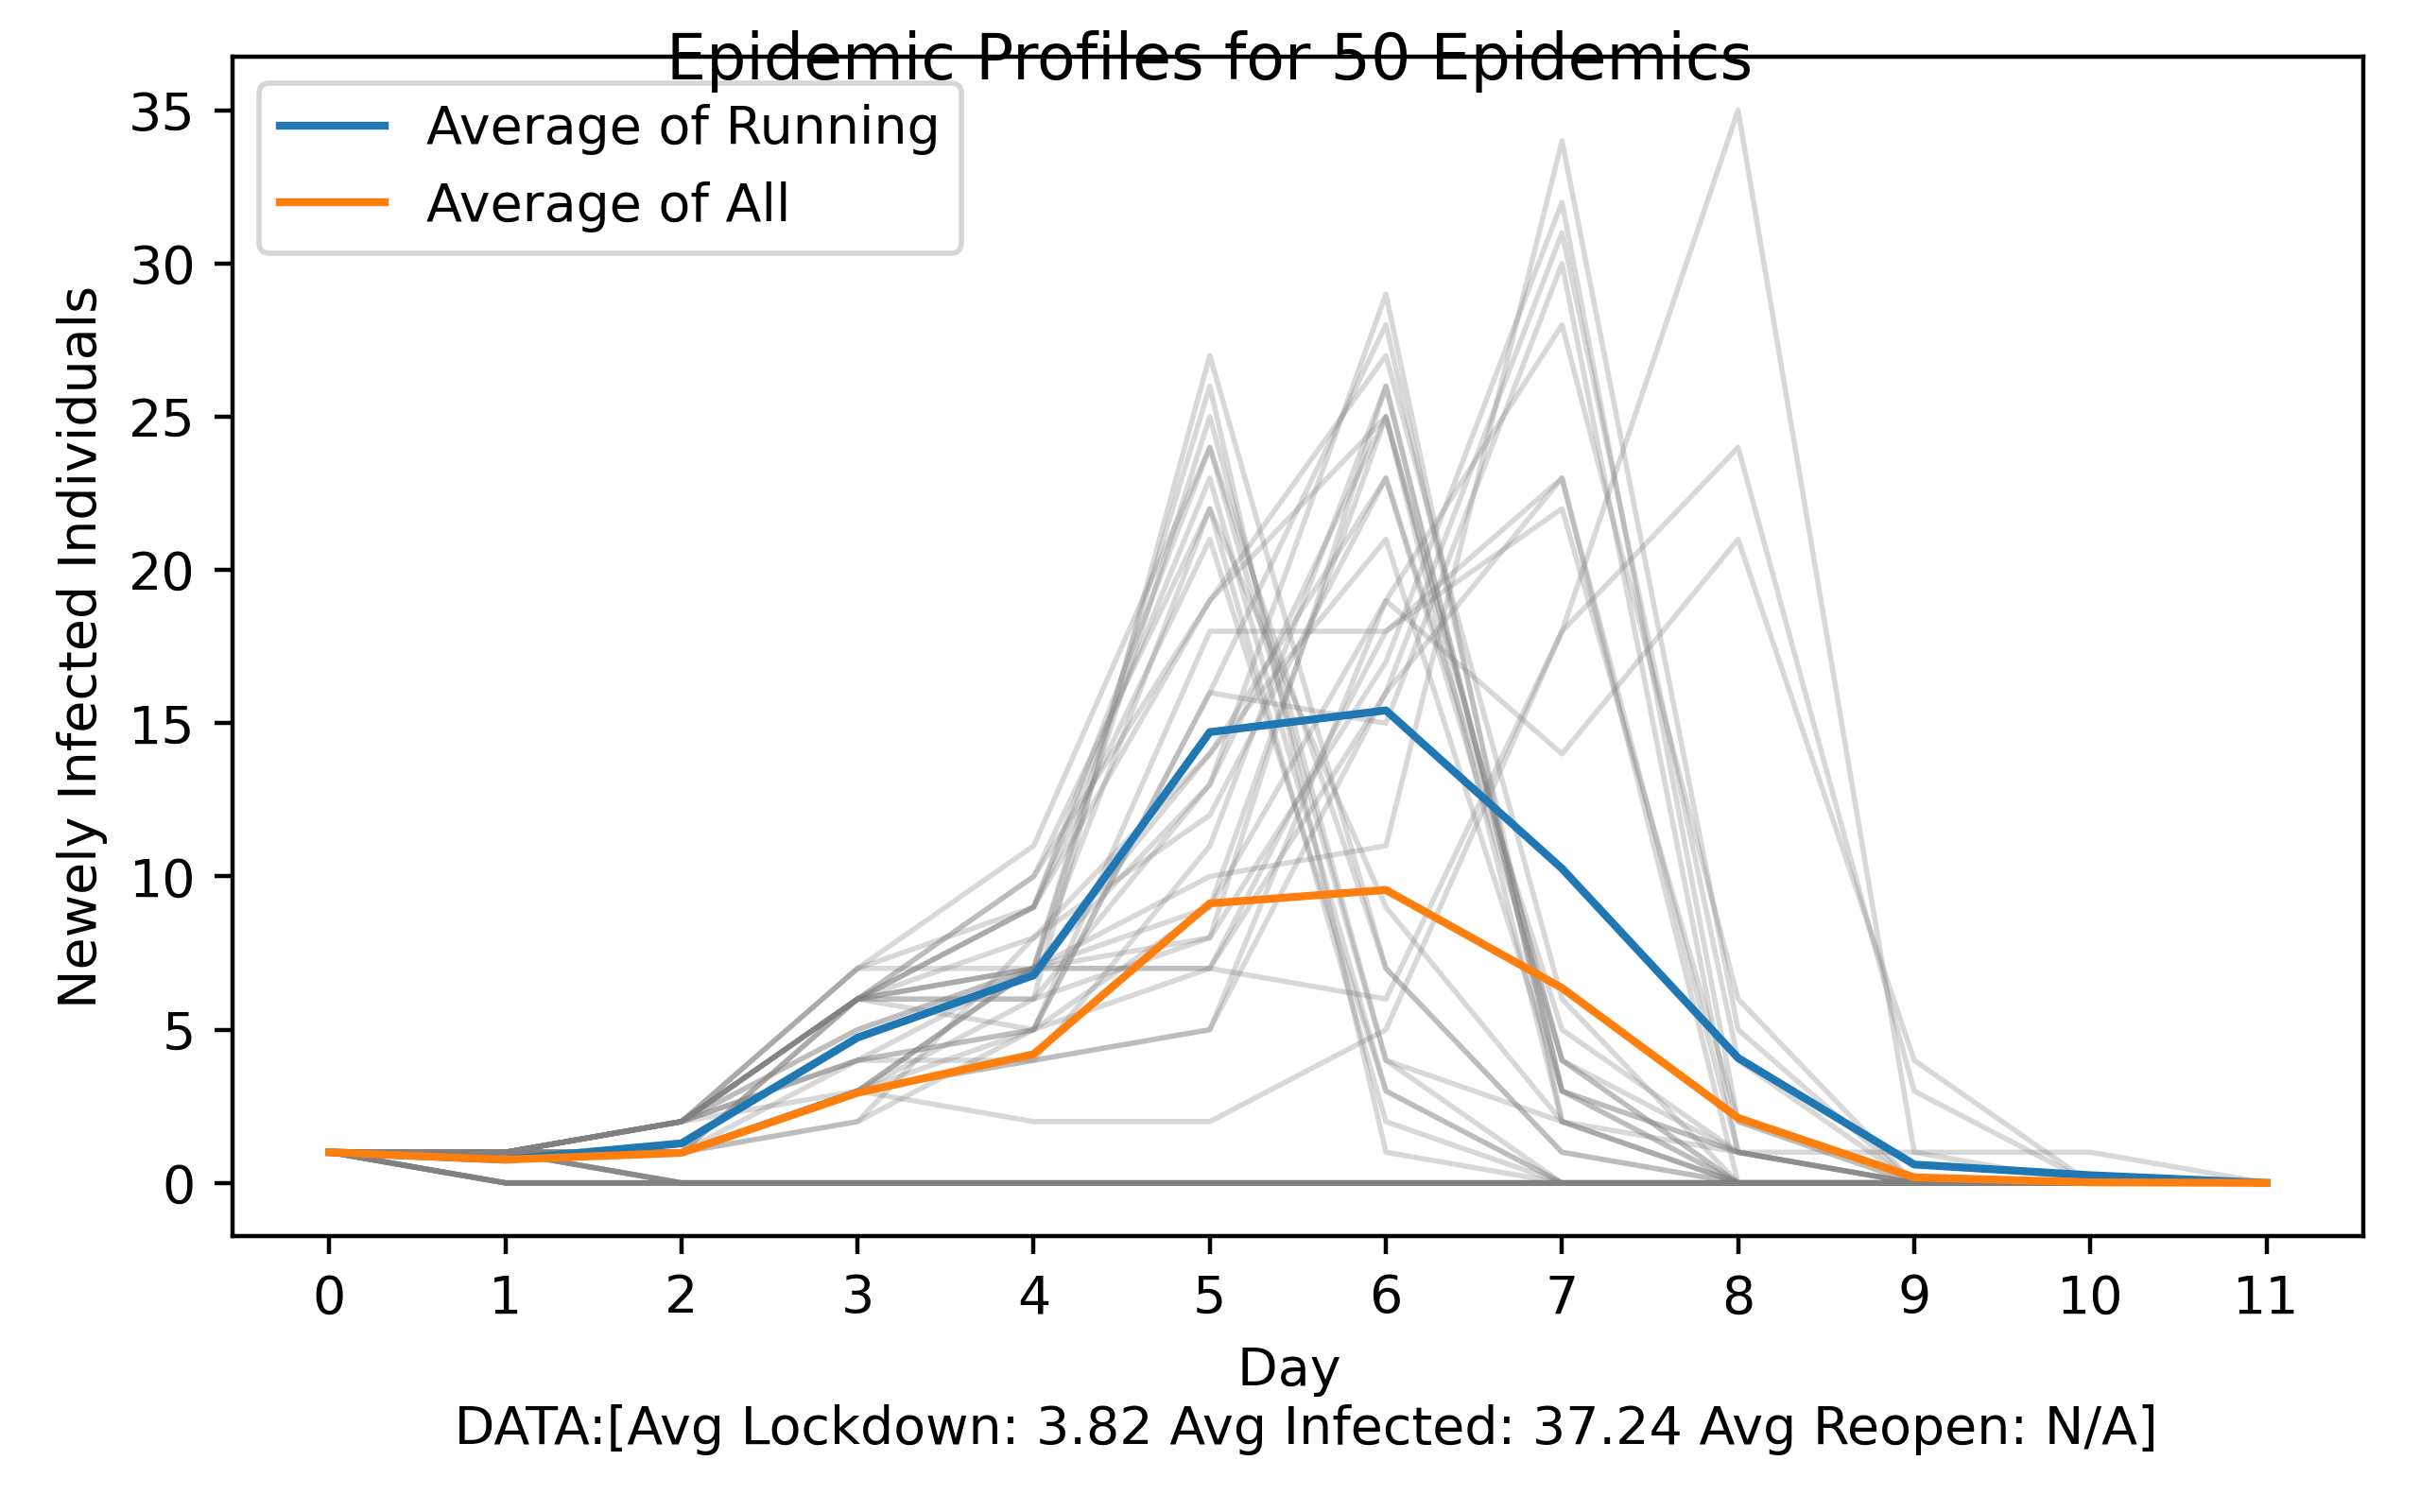 Epidemic Profiles for 50 Epidemics
Average of Running
Average of All
Newely Infected Individuals
35
30
25
20
15
10
5
0
0 1 2 3 4 5 6 7 8 9 10 11
Day
DATA:[Avg Lockdown: 3.82 Avg Infected: 37.24 Avg Reopen: N/A]